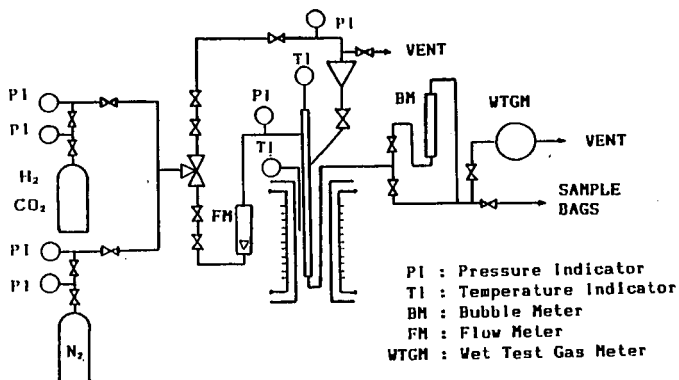 PI
VENT
TI
PI
BM
WTGM
PI
PI
VENT
TI
H₂
CO₂
FM
SAMPLE
BAGS
PI
PI
N₂
PI : Pressure Indicator
TI : Temperature Indicator
BM : Bubble Meter
FM : Flow Meter
WTGM : Wet Test Gas Meter